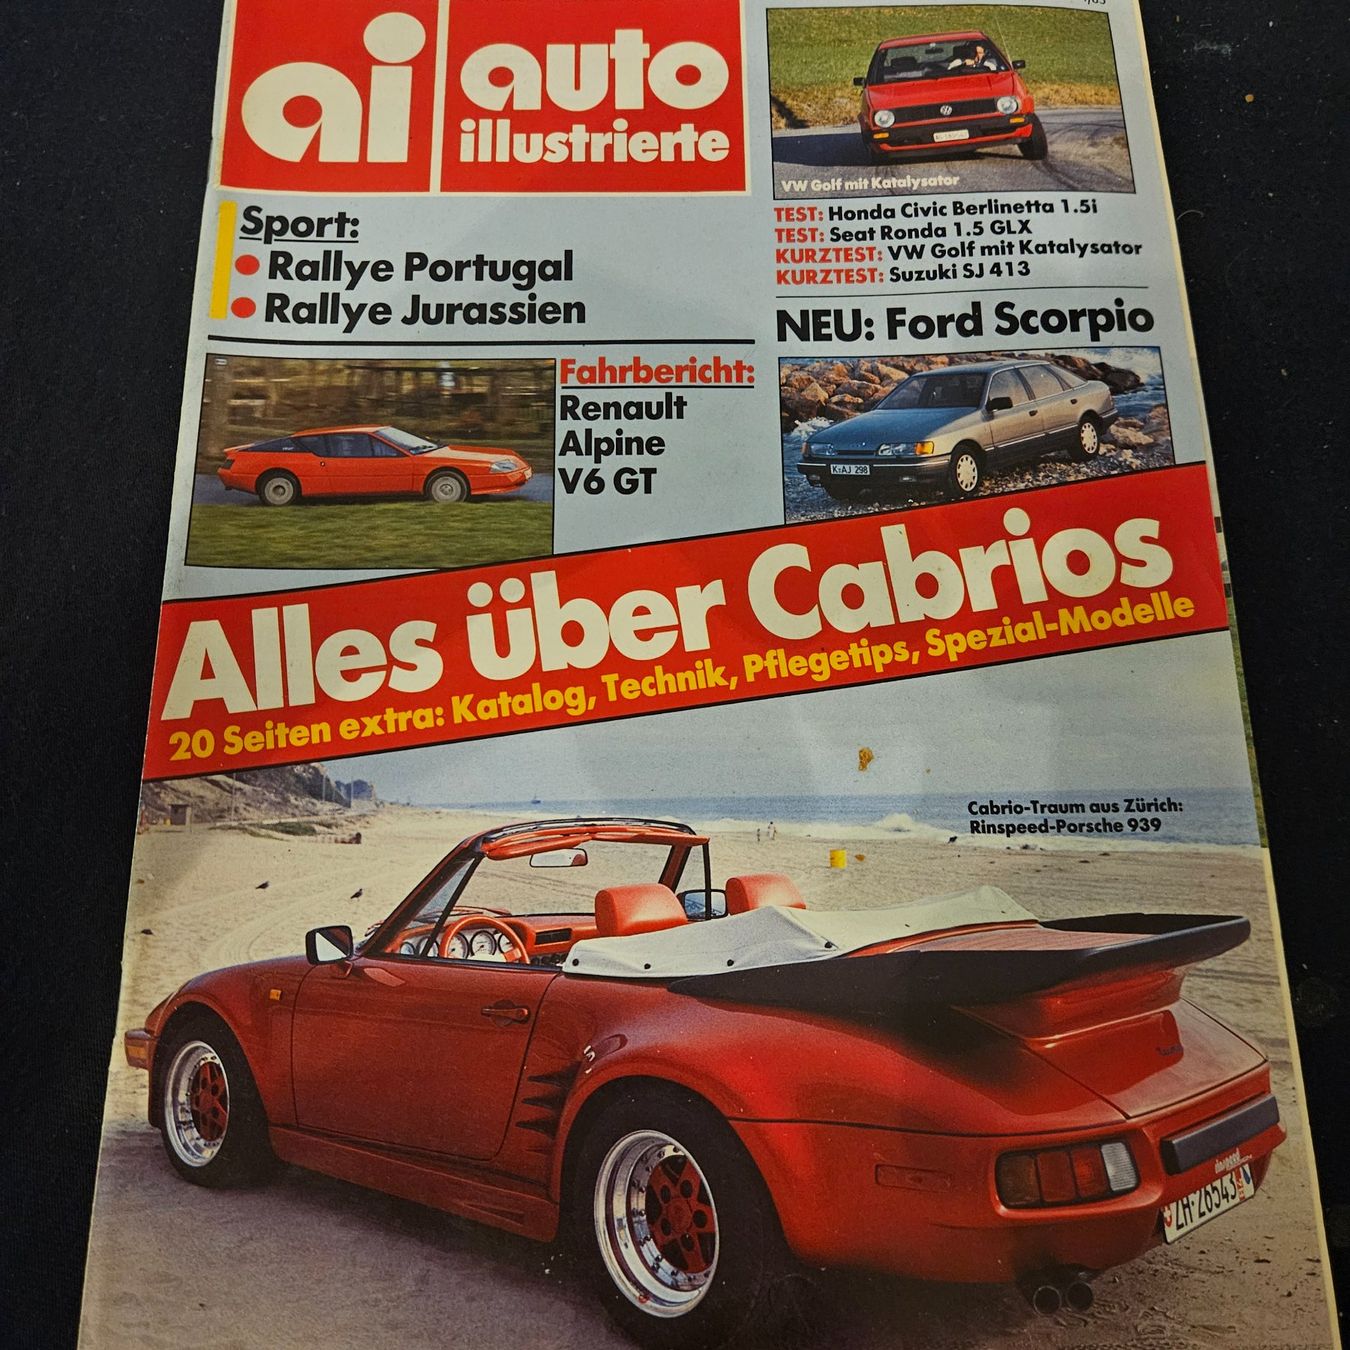 ai auto
illustrierte
VW Golf mit Katalysator
Sport:
Rallye Portugal
Rallye Jurassien
TEST: Honda Civic Berlinetta 1.5i
TEST: Seat Ronda 1.5 GLX
KURZTEST: VW Golf mit Katalysator
KURZTEST: Suzuki SJ 413
NEU: Ford Scorpio
Fahrbericht:
Renault
Alpine
V6 GT
K·AJ 298
Alles über Cabrios
20 Seiten extra: Katalog, Technik, Pflegetips, Spezial-Modelle
Cabrio-Traum aus Zürich:
Rinspeed-Porsche 939
rinspeed
ZH·26543